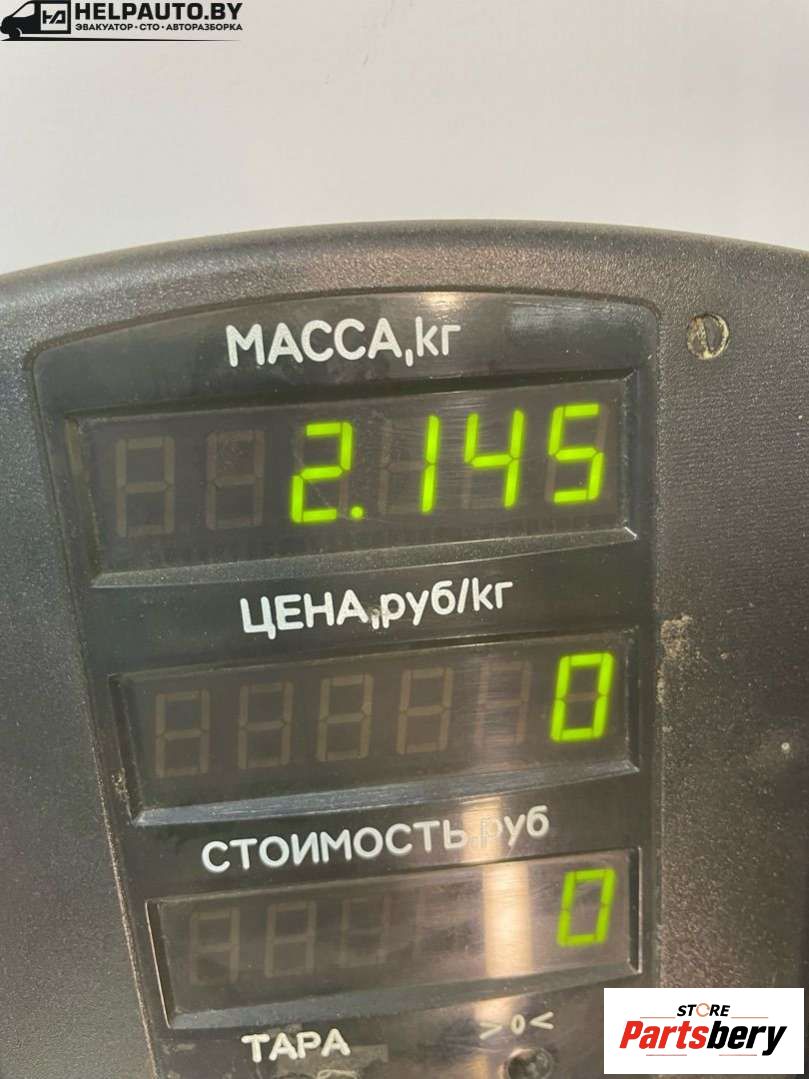 HELPAUTO.BY
ЭВАКУАТОР • СТО • АВТОРАЗБОРКА
МАССА,кг
2.145
ЦЕНА,руб/кг
0
СТОИМОСТЬ,руб
0
ТАРА
>0<
STORE
Partsbery